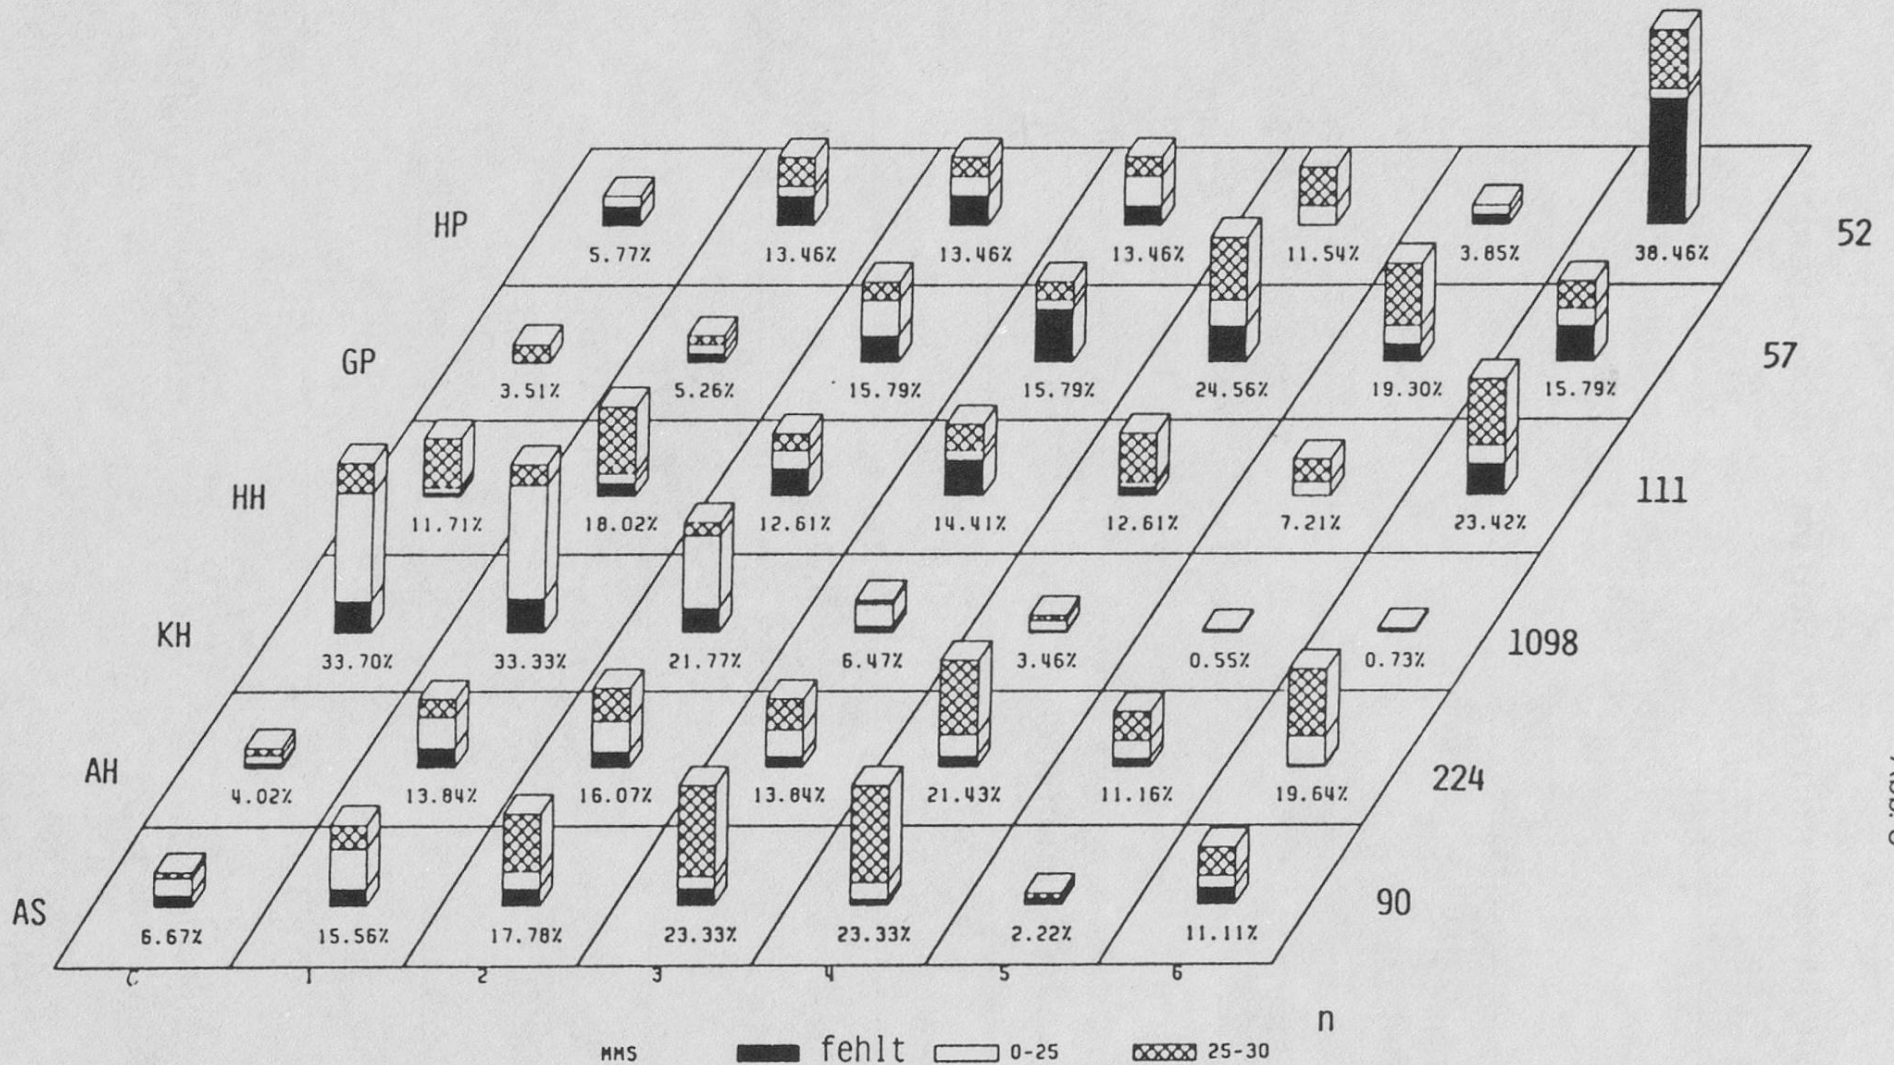 HP 52
5.77% 13.46% 13.46% 13.46% 11.54% 3.85% 38.46%
GP 57
3.51% 5.26% 15.79% 15.79% 24.56% 19.30% 15.79%
HH 111
11.71% 18.02% 12.61% 14.41% 12.61% 7.21% 23.42%
KH 1098
33.70% 33.33% 21.77% 6.47% 3.46% 0.55% 0.73%
AH 224
4.02% 13.84% 16.07% 13.84% 21.43% 11.16% 19.64%
AS 90
6.67% 15.56% 17.78% 23.33% 23.33% 2.22% 11.11%
1 2 3 4 5 6
n
MMS fehlt 0-25 25-30